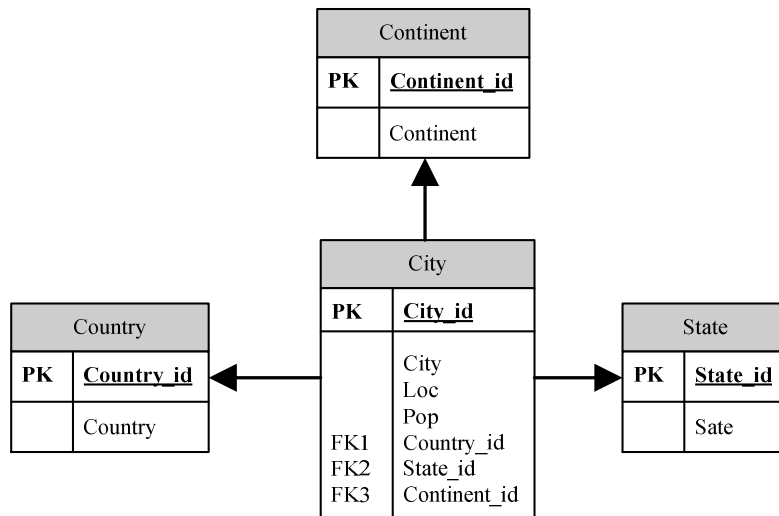 Continent
PK Continent_id
Continent
City
PK City_id
City
Loc
Pop
FK1 Country_id
FK2 State_id
FK3 Continent_id
Country
PK Country_id
Country
State
PK State_id
Sate